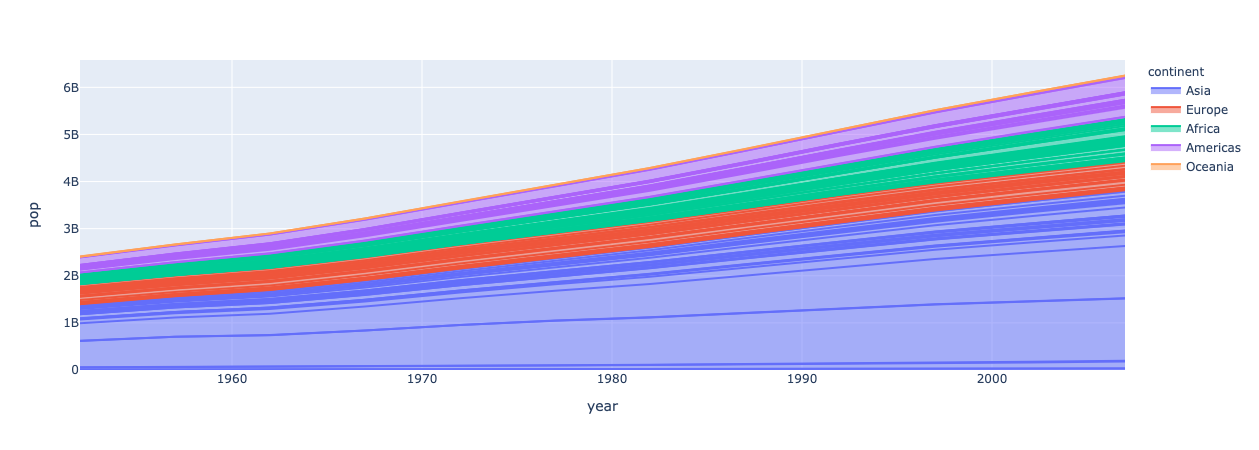 6B
5B
4B
3B
2B
1B
0
pop
1960
1970
1980
1990
2000
year
continent
Asia
Europe
Africa
Americas
Oceania